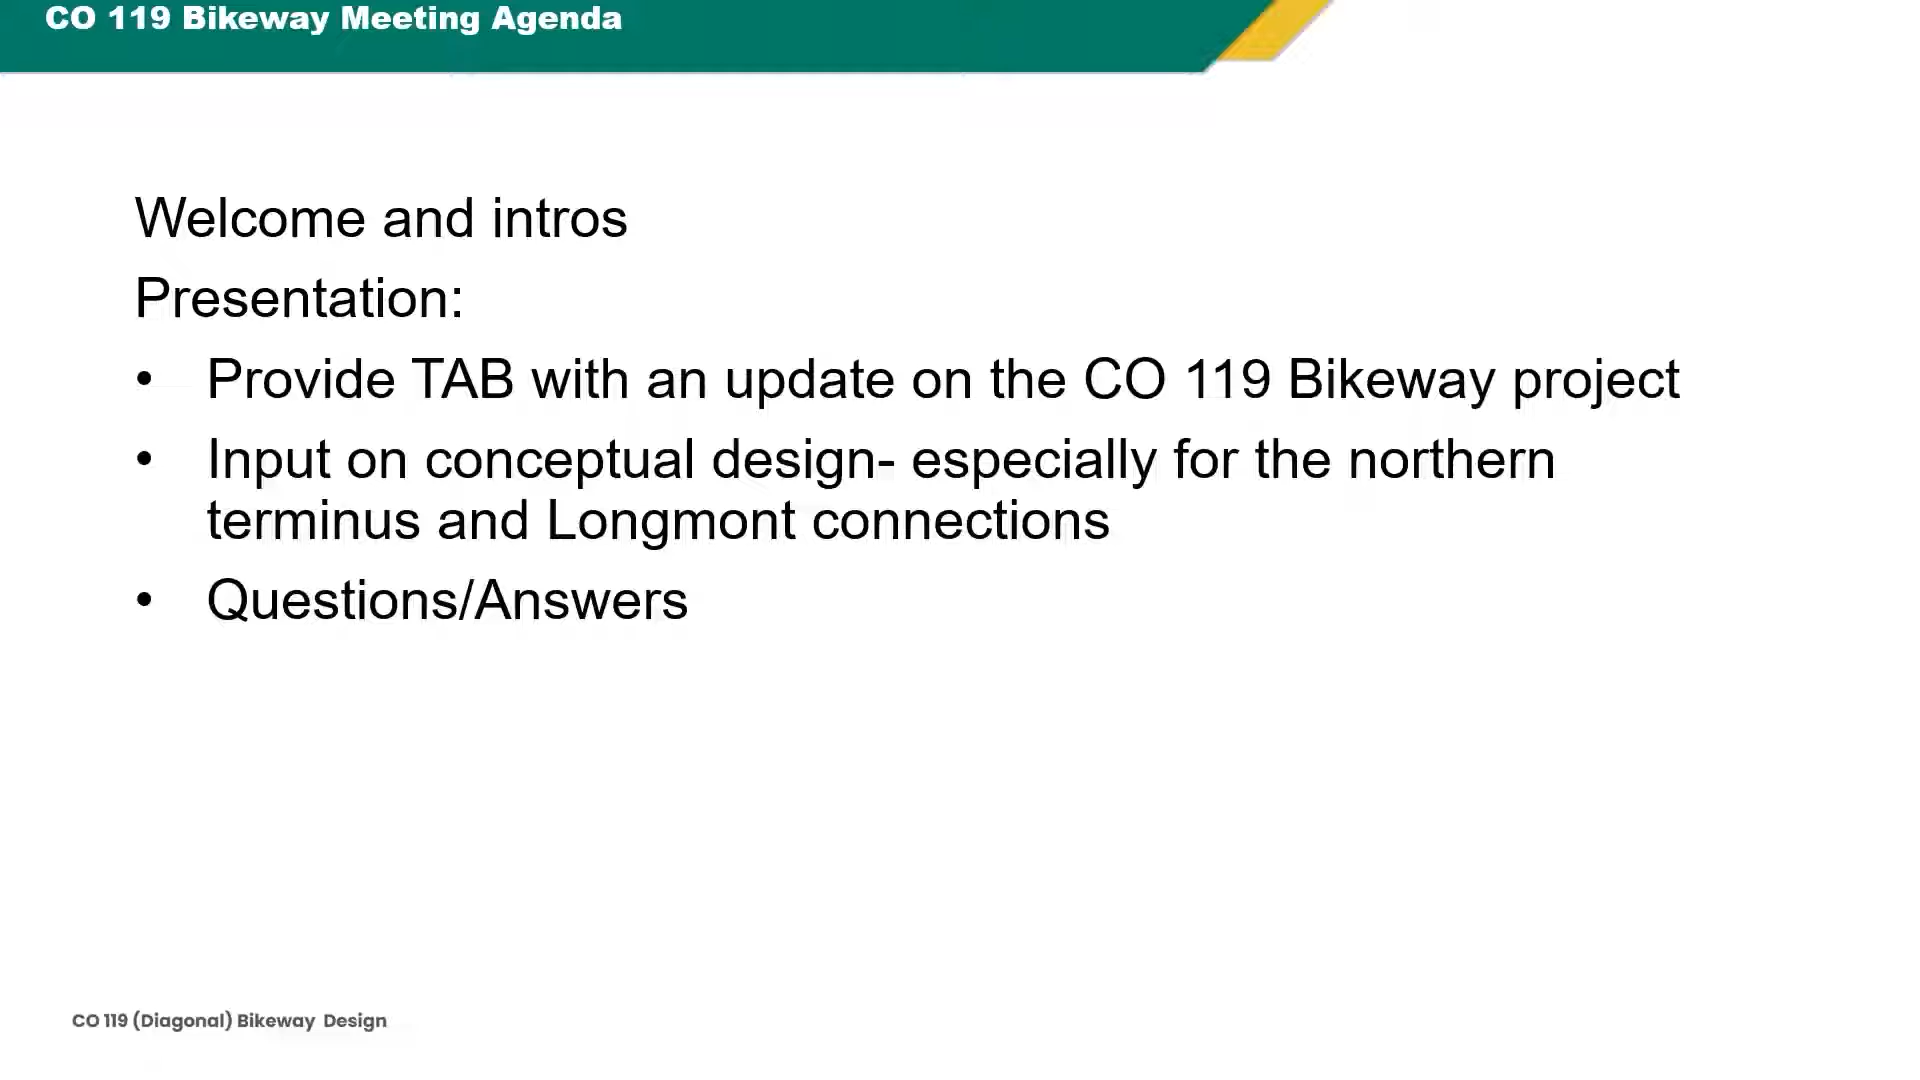 CO 119 Bikeway Meeting Agenda
Welcome and intros
Presentation:
• Provide TAB with an update on the CO 119 Bikeway project
• Input on conceptual design- especially for the northern
terminus and Longmont connections
• Questions/Answers
CO 119 (Diagonal) Bikeway Design